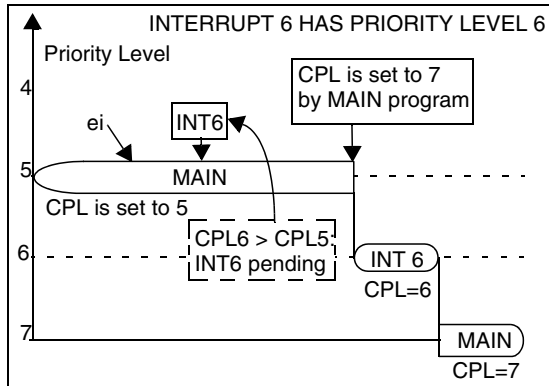 INTERRUPT 6 HAS PRIORITY LEVEL 6
Priority Level
4
CPL is set to 7
by MAIN program
ei
INT6
5
MAIN
CPL is set to 5
CPL6 > CPL5:
INT6 pending
6
INT 6
CPL=6
7
MAIN
CPL=7